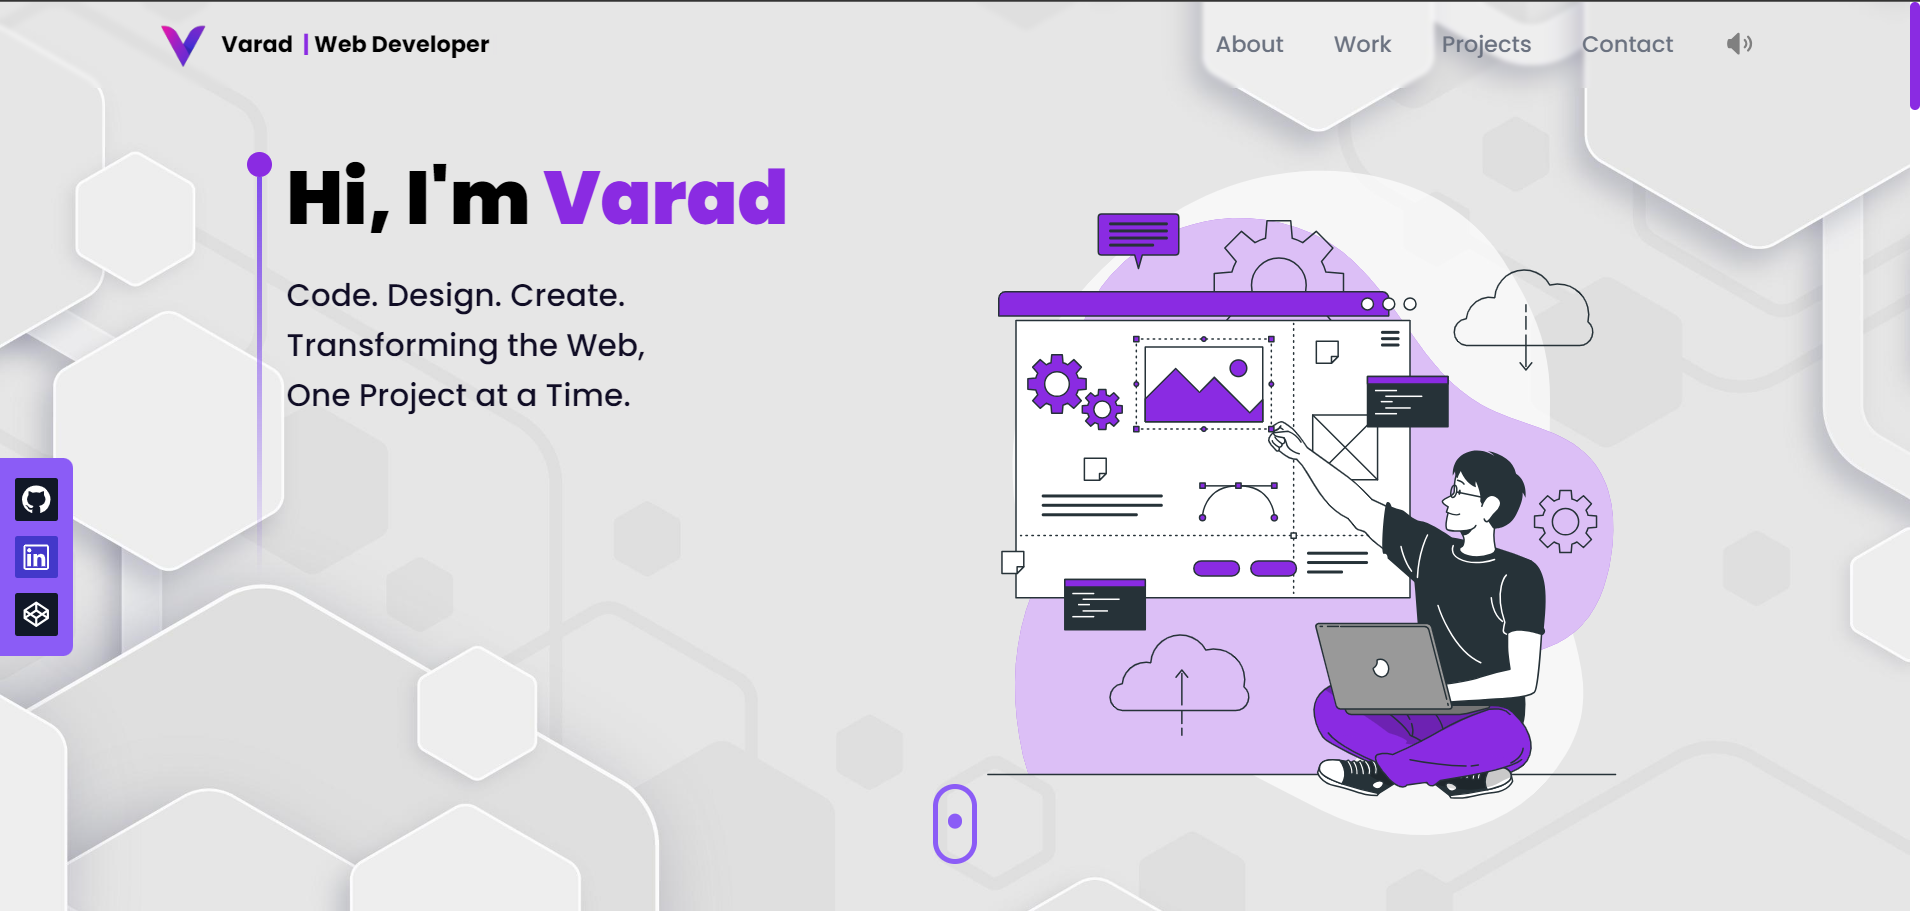 Varad | Web Developer
About
Work
Projects
Contact
Hi, I'm Varad
Code. Design. Create.
Transforming the Web,
One Project at a Time.
in